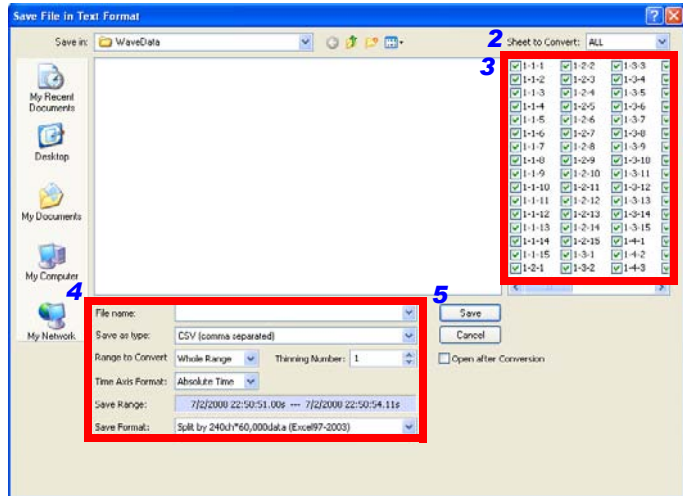 Save File in Text Format
Save in: WaveData
2 Sheet to Convert: ALL
3
1-1-1 1-2-2 1-3-3
1-1-2 1-2-3 1-3-4
1-1-3 1-2-4 1-3-5
1-1-4 1-2-5 1-3-6
1-1-5 1-2-6 1-3-7
1-1-6 1-2-7 1-3-8
1-1-7 1-2-8 1-3-9
1-1-8 1-2-9 1-3-10
1-1-9 1-2-10 1-3-11
1-1-10 1-2-11 1-3-12
1-1-11 1-2-12 1-3-13
1-1-12 1-2-13 1-3-14
1-1-13 1-2-14 1-3-15
1-1-14 1-2-15 1-4-1
1-1-15 1-3-1 1-4-2
1-2-1 1-3-2 1-4-3
My Recent
Documents
Desktop
My Documents
My Computer
My Network
4
File name:
Save as type: CSV (comma separated)
Range to Convert Whole Range Thinning Number: 1
Time Axis Format: Absolute Time
Save Range: 7/2/2008 22:50:51.00s --- 7/2/2008 22:50:54.11s
Save Format: Split by 240ch*60,000data (Excel97-2003)
5
Save
Cancel
Open after Conversion